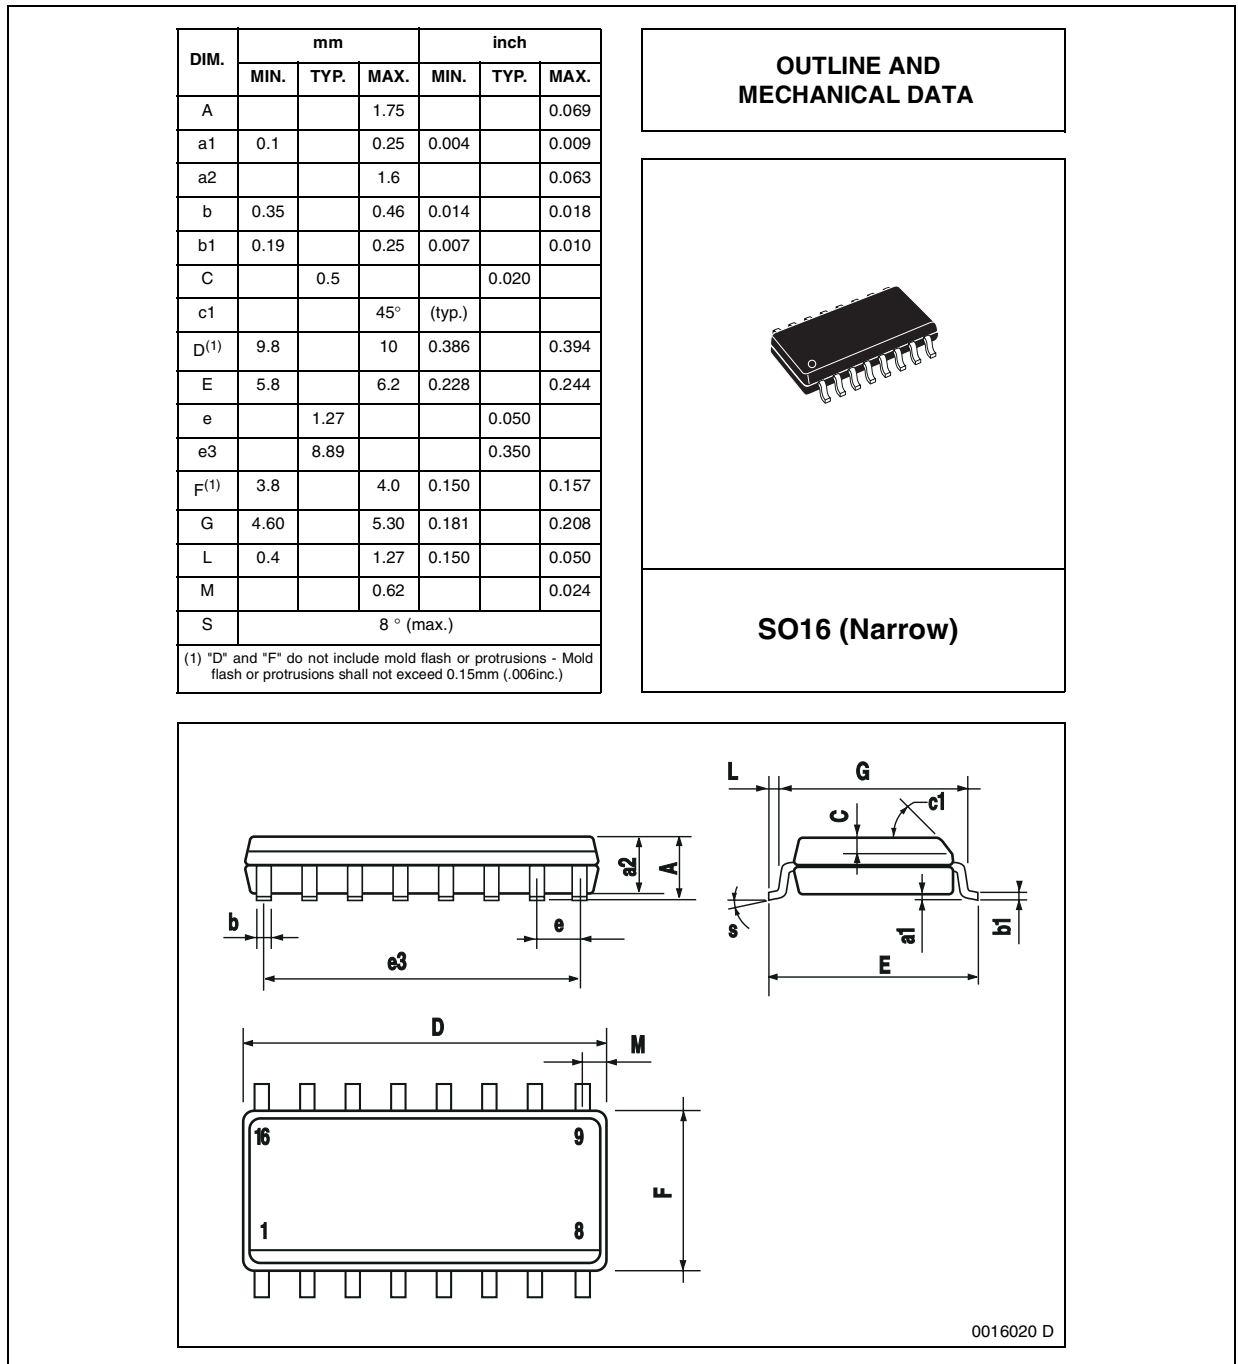 DIM. mm inch
MIN. TYP. MAX. MIN. TYP. MAX.
A 1.75 0.069
a1 0.1 0.25 0.004 0.009
a2 1.6 0.063
b 0.35 0.46 0.014 0.018
b1 0.19 0.25 0.007 0.010
C 0.5 0.020
c1 45° (typ.)
D(1) 9.8 10 0.386 0.394
E 5.8 6.2 0.228 0.244
e 1.27 0.050
e3 8.89 0.350
F(1) 3.8 4.0 0.150 0.157
G 4.60 5.30 0.181 0.208
L 0.4 1.27 0.150 0.050
M 0.62 0.024
S 8 ° (max.)
(1) "D" and "F" do not include mold flash or protrusions - Mold
flash or protrusions shall not exceed 0.15mm (.006inc.)
OUTLINE AND
MECHANICAL DATA
SO16 (Narrow)
L G
c1
C
a2 A
b e
s a1 b1
e3 E
D
M
16 9
F
1 8
0016020 D